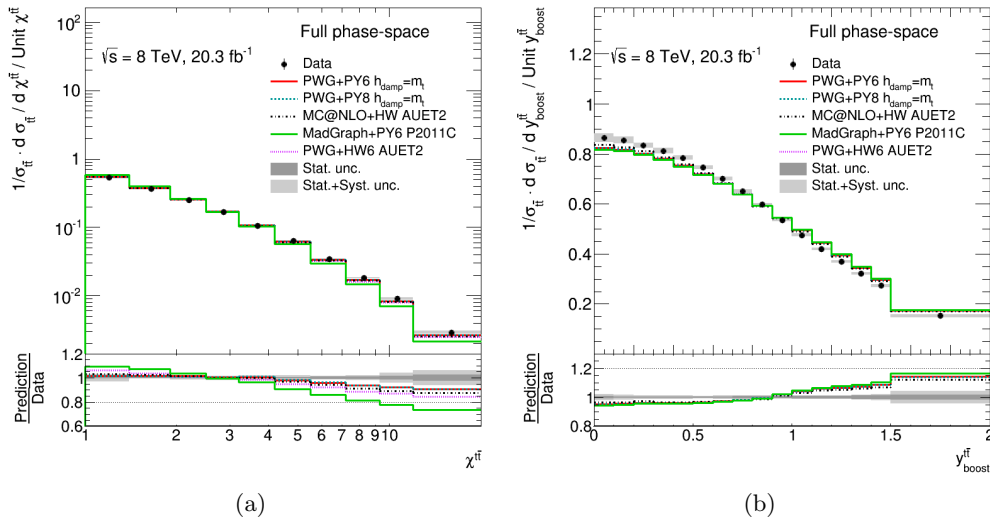 Full phase-space
√s = 8 TeV, 20.3 fb⁻¹
Data
PWG+PY6 h_damp=m_t
PWG+PY8 h_damp=m_t
MC@NLO+HW AUET2
MadGraph+PY6 P2011C
PWG+HW6 AUET2
Stat. unc.
Stat.+Syst. unc.
1/σ_tt̄ · d σ_tt̄ / d χ^tt̄ / Unit χ^tt̄
10²
10
1
10⁻¹
10⁻²
Prediction
Data
1.2
1
0.8
0.6
1 2 3 4 5 6 7 8 9 10
χ^tt̄
(a)
Full phase-space
√s = 8 TeV, 20.3 fb⁻¹
Data
PWG+PY6 h_damp=m_t
PWG+PY8 h_damp=m_t
MC@NLO+HW AUET2
MadGraph+PY6 P2011C
PWG+HW6 AUET2
Stat. unc.
Stat.+Syst. unc.
1/σ_tt̄ · d σ_tt̄ / d y_boost^tt̄ / Unit y_boost^tt̄
1.2
1
0.8
0.6
0.4
0.2
Prediction
Data
1.2
1
0.8
0 0.5 1 1.5 2
y_boost^tt̄
(b)